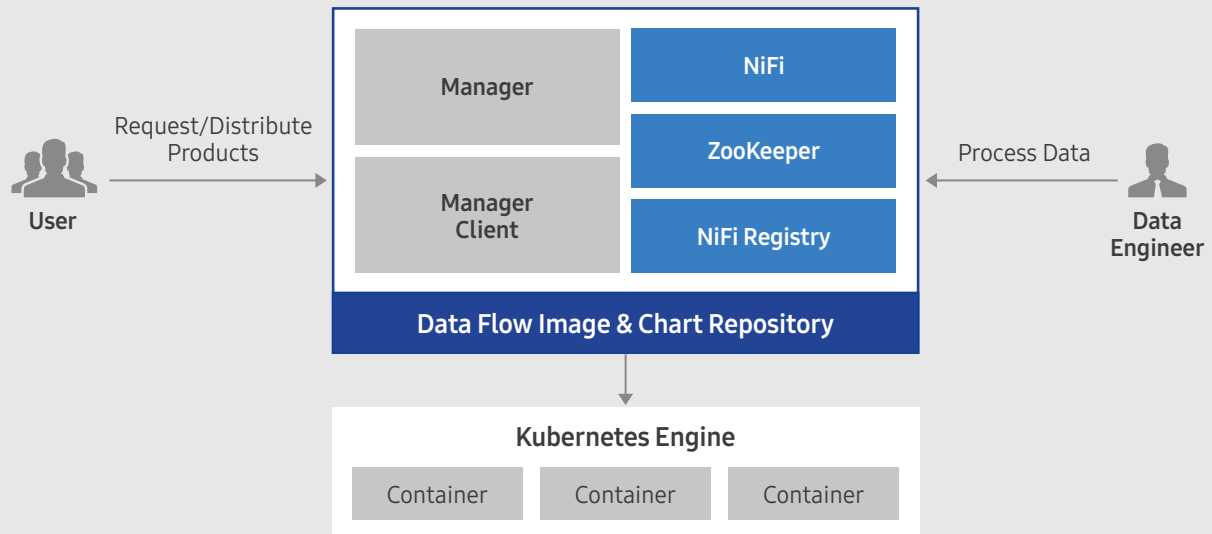 Request/Distribute
Products
User
Manager
Manager
Client
NiFi
ZooKeeper
NiFi Registry
Data Flow Image & Chart Repository
Process Data
Data
Engineer
Kubernetes Engine
Container
Container
Container